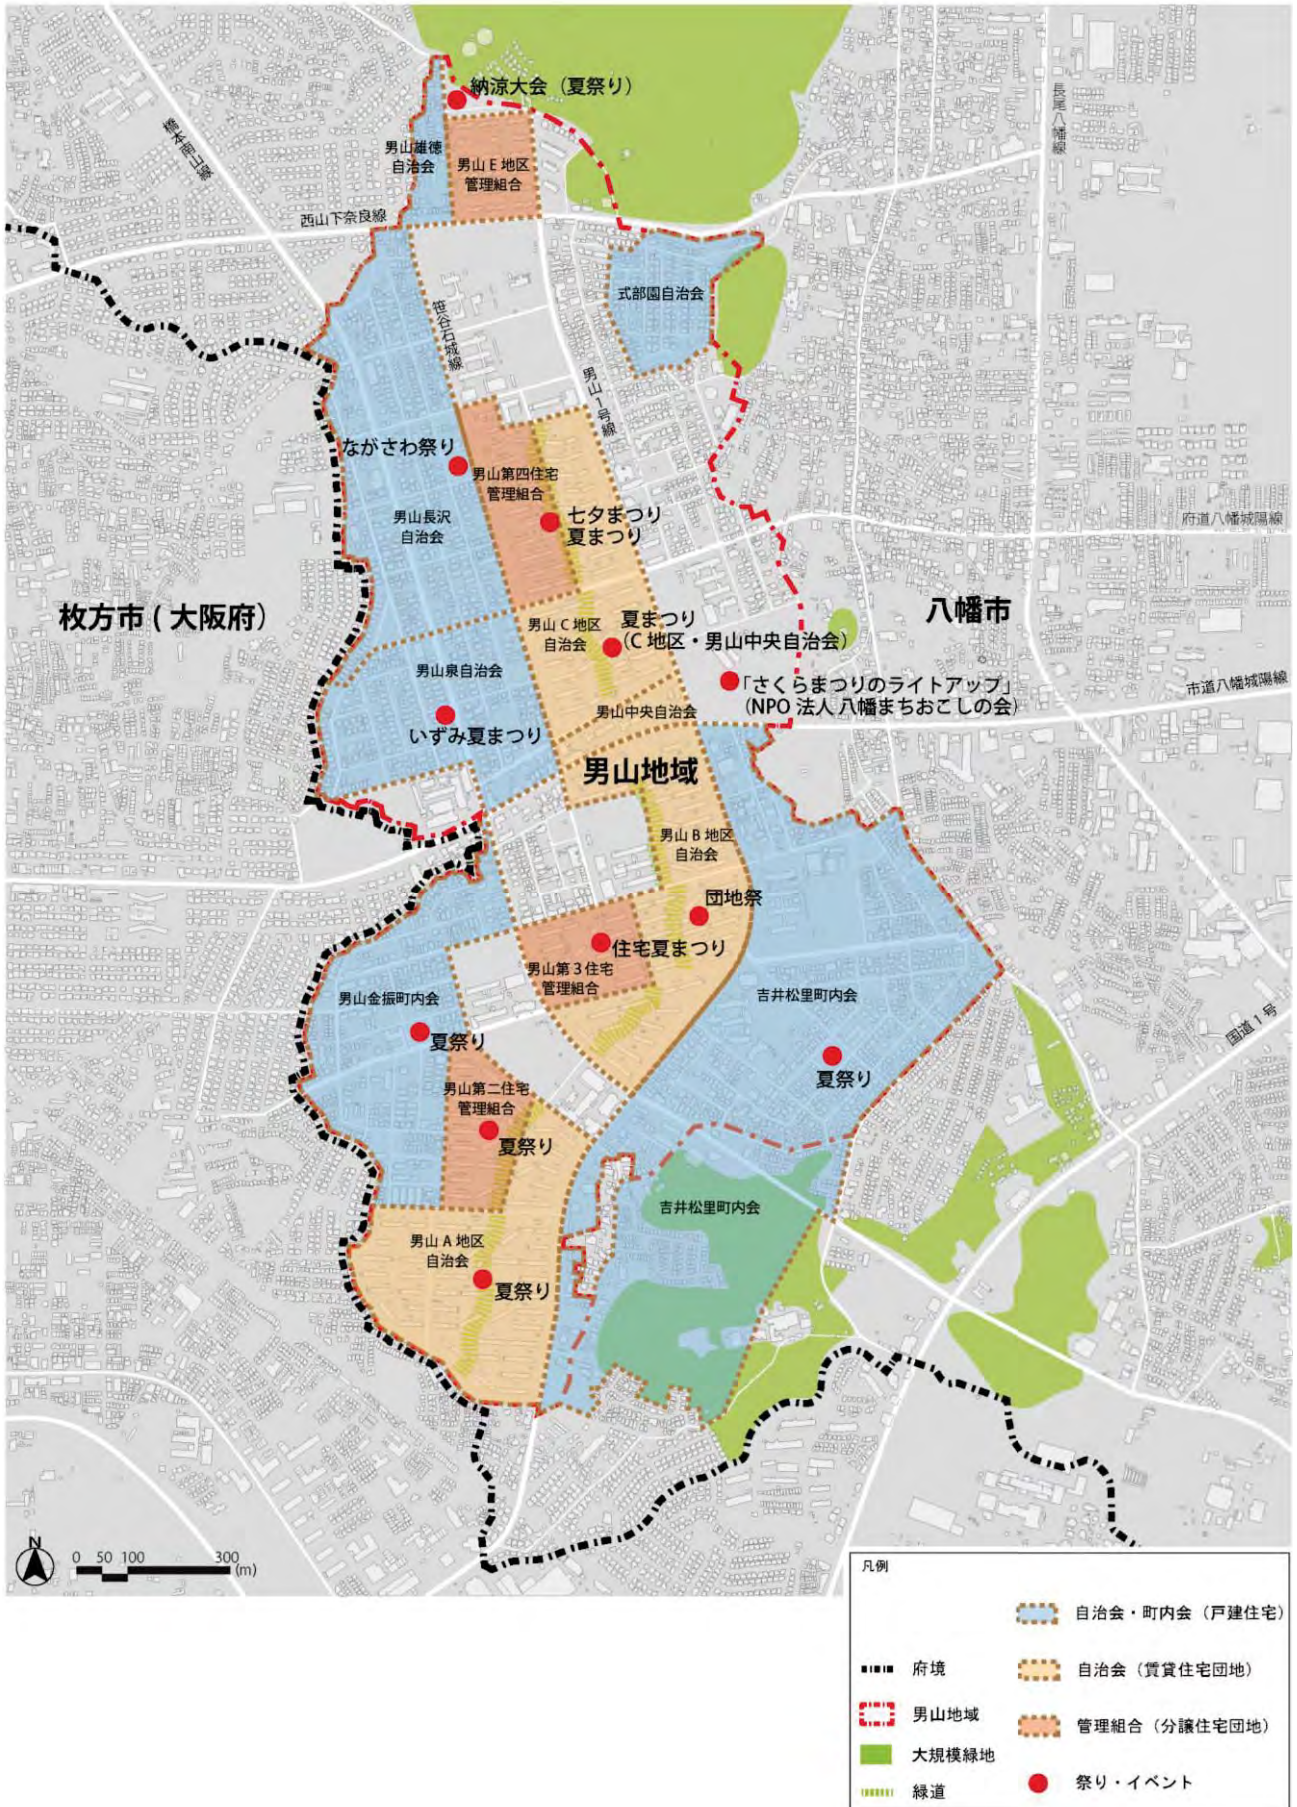 納涼大会（夏祭り）
長尾八幡線
橋本南山線
男山雄徳
自治会
男山 E 地区
管理組合
西山下奈良線
式部園自治会
笹谷石城線
男山1号線
ながさわ祭り
男山第四住宅
管理組合
七夕まつり
夏まつり
男山長沢
自治会
府道八幡城陽線
枚方市 ( 大阪府）
八幡市
男山 C 地区
自治会
夏まつり
（C 地区・男山中央自治会）
男山泉自治会
「さくらまつりのライトアップ」
（NPO 法人 八幡まちおこしの会）
市道八幡城陽線
男山中央自治会
いずみ夏まつり
男山地域
男山 B 地区
自治会
団地祭
住宅夏まつり
男山第 3 住宅
管理組合
男山金振町内会
吉井松里町内会
夏祭り
国道 1 号
夏祭り
男山第二住宅
管理組合
夏祭り
吉井松里町内会
男山 A 地区
自治会
夏祭り
N
0 50 100 300
(m)
凡例
自治会・町内会（戸建住宅）
府境
自治会（賃貸住宅団地）
男山地域
管理組合（分譲住宅団地）
大規模緑地
緑道
祭り・イベント